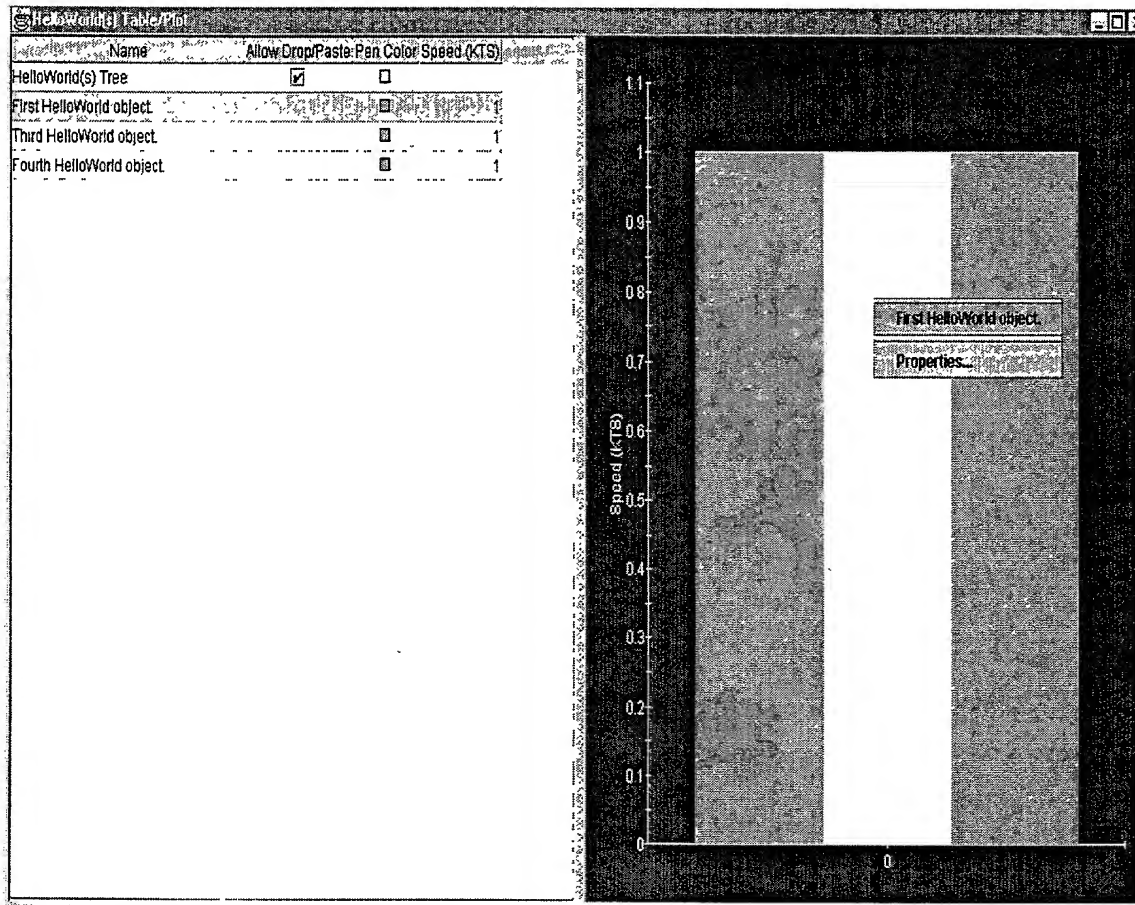 HelloWorld(s) Table/Plot
Name Allow Drop/Paste Pen Color Speed (KTS)
HelloWorld(s) Tree
First HelloWorld object. 1
Third HelloWorld object. 1
Fourth HelloWorld object. 1
1.1
1
0.9
0.8
First HelloWorld object.
0.7
Properties...
0.6
Speed (KTS)
0.5
0.4
0.3
0.2
0.1
0
0